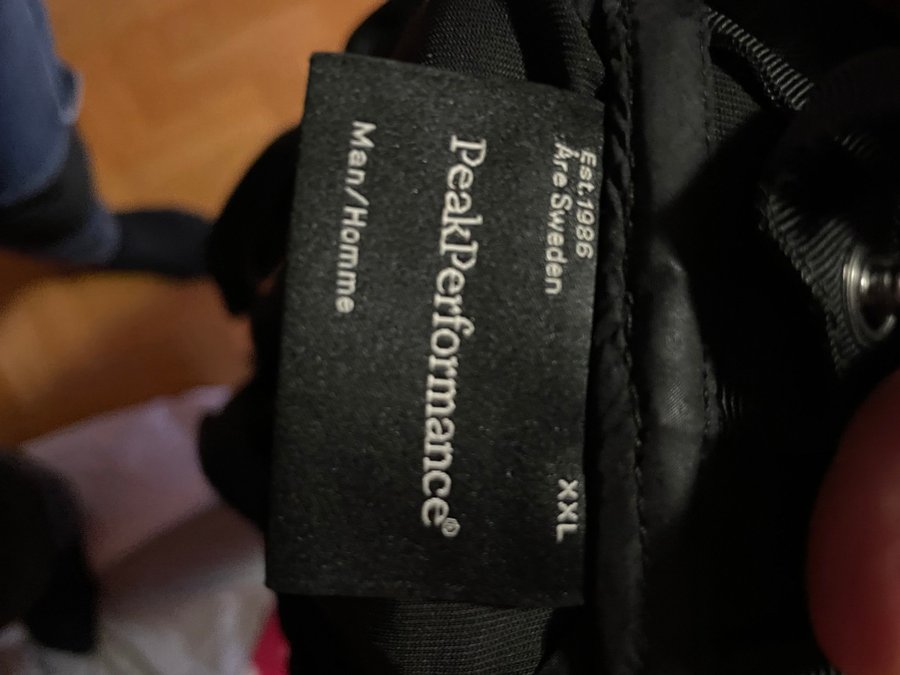 Est.1986
Åre Sweden
XXL
PeakPerformance®
Man/Homme